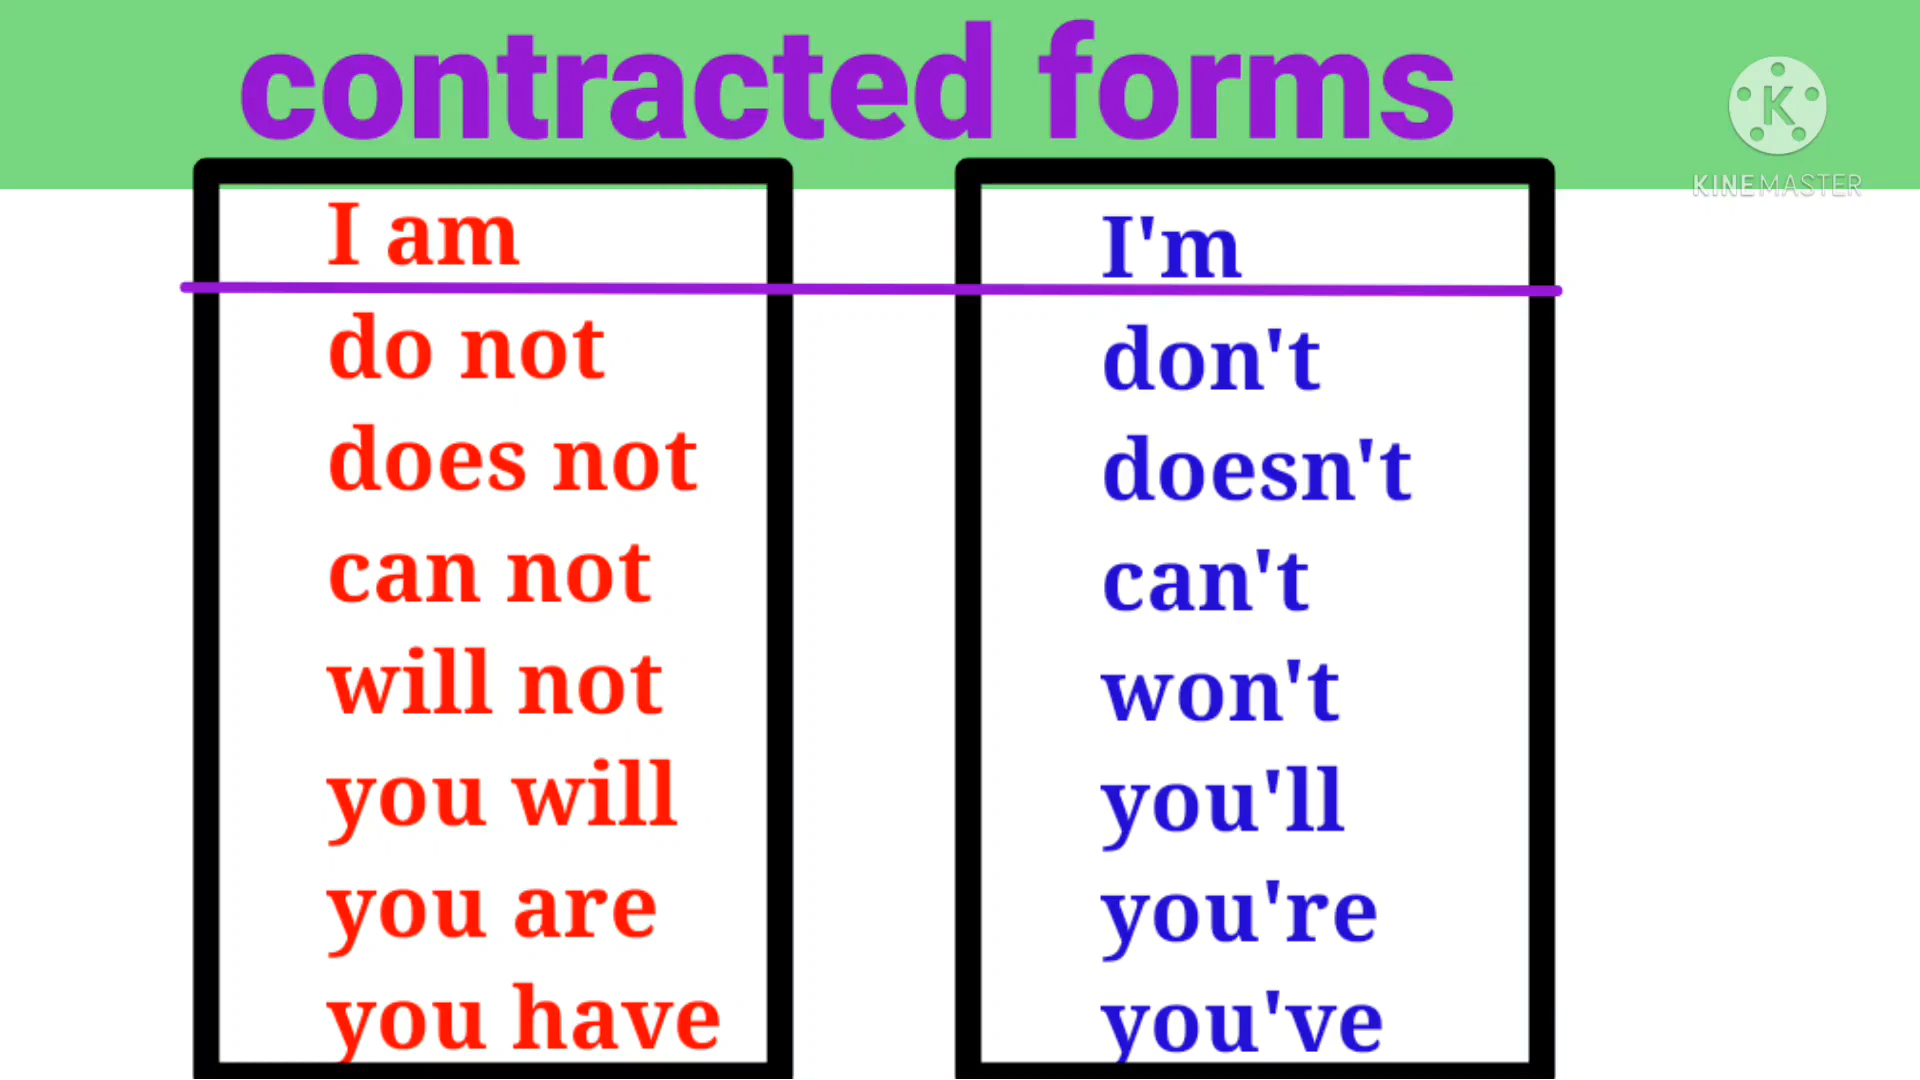 contracted forms
K
KINEMASTER
I am I'm
do not don't
does not doesn't
can not can't
will not won't
you will you'll
you are you're
you have you've